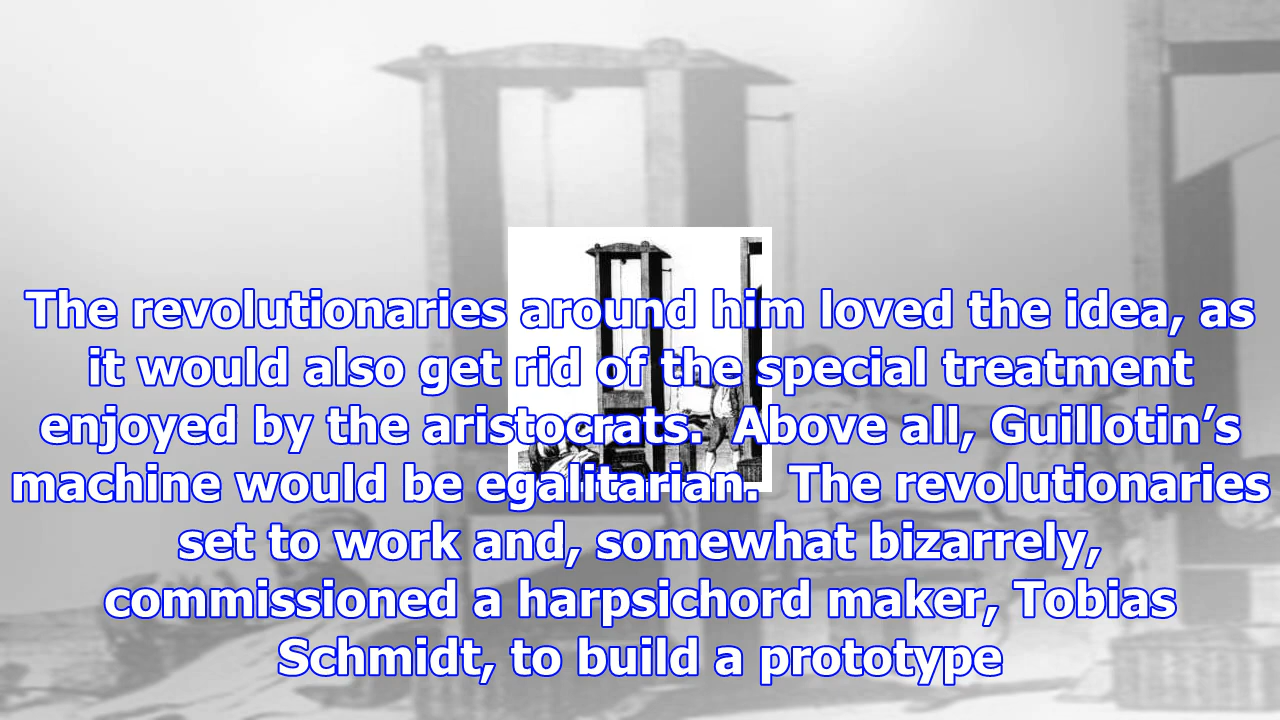 The revolutionaries around him loved the idea, as
it would also get rid of the special treatment
enjoyed by the aristocrats.  Above all, Guillotin’s
machine would be egalitarian.  The revolutionaries
set to work and, somewhat bizarrely,
commissioned a harpsichord maker, Tobias
Schmidt, to build a prototype